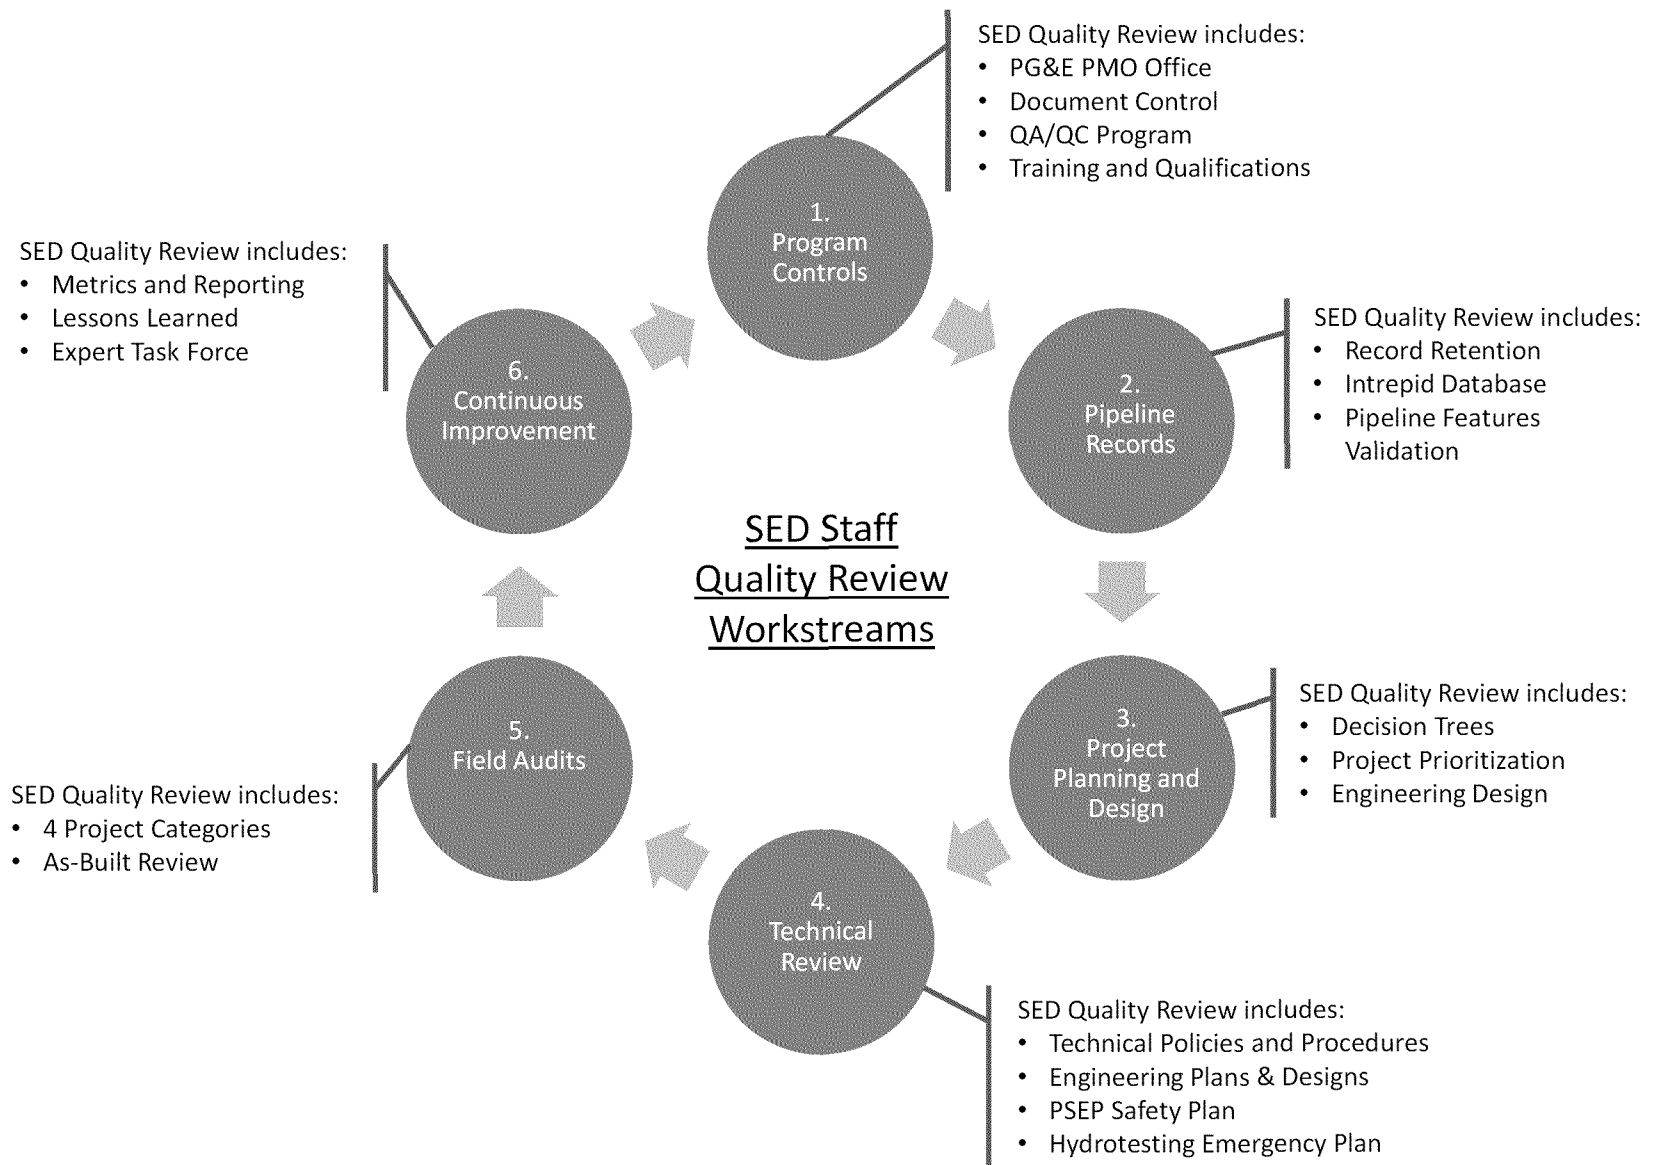 SED Quality Review includes:
• PG&E PMO Office
• Document Control
• QA/QC Program
• Training and Qualifications
1.
Program
Controls
SED Quality Review includes:
• Record Retention
• Intrepid Database
• Pipeline Features
Validation
2.
Pipeline
Records
SED Quality Review includes:
• Decision Trees
• Project Prioritization
• Engineering Design
3.
Project
Planning and
Design
SED Quality Review includes:
• Technical Policies and Procedures
• Engineering Plans & Designs
• PSEP Safety Plan
• Hydrotesting Emergency Plan
4.
Technical
Review
SED Quality Review includes:
• 4 Project Categories
• As-Built Review
5.
Field Audits
SED Quality Review includes:
• Metrics and Reporting
• Lessons Learned
• Expert Task Force
6.
Continuous
Improvement
SED Staff
Quality Review
Workstreams